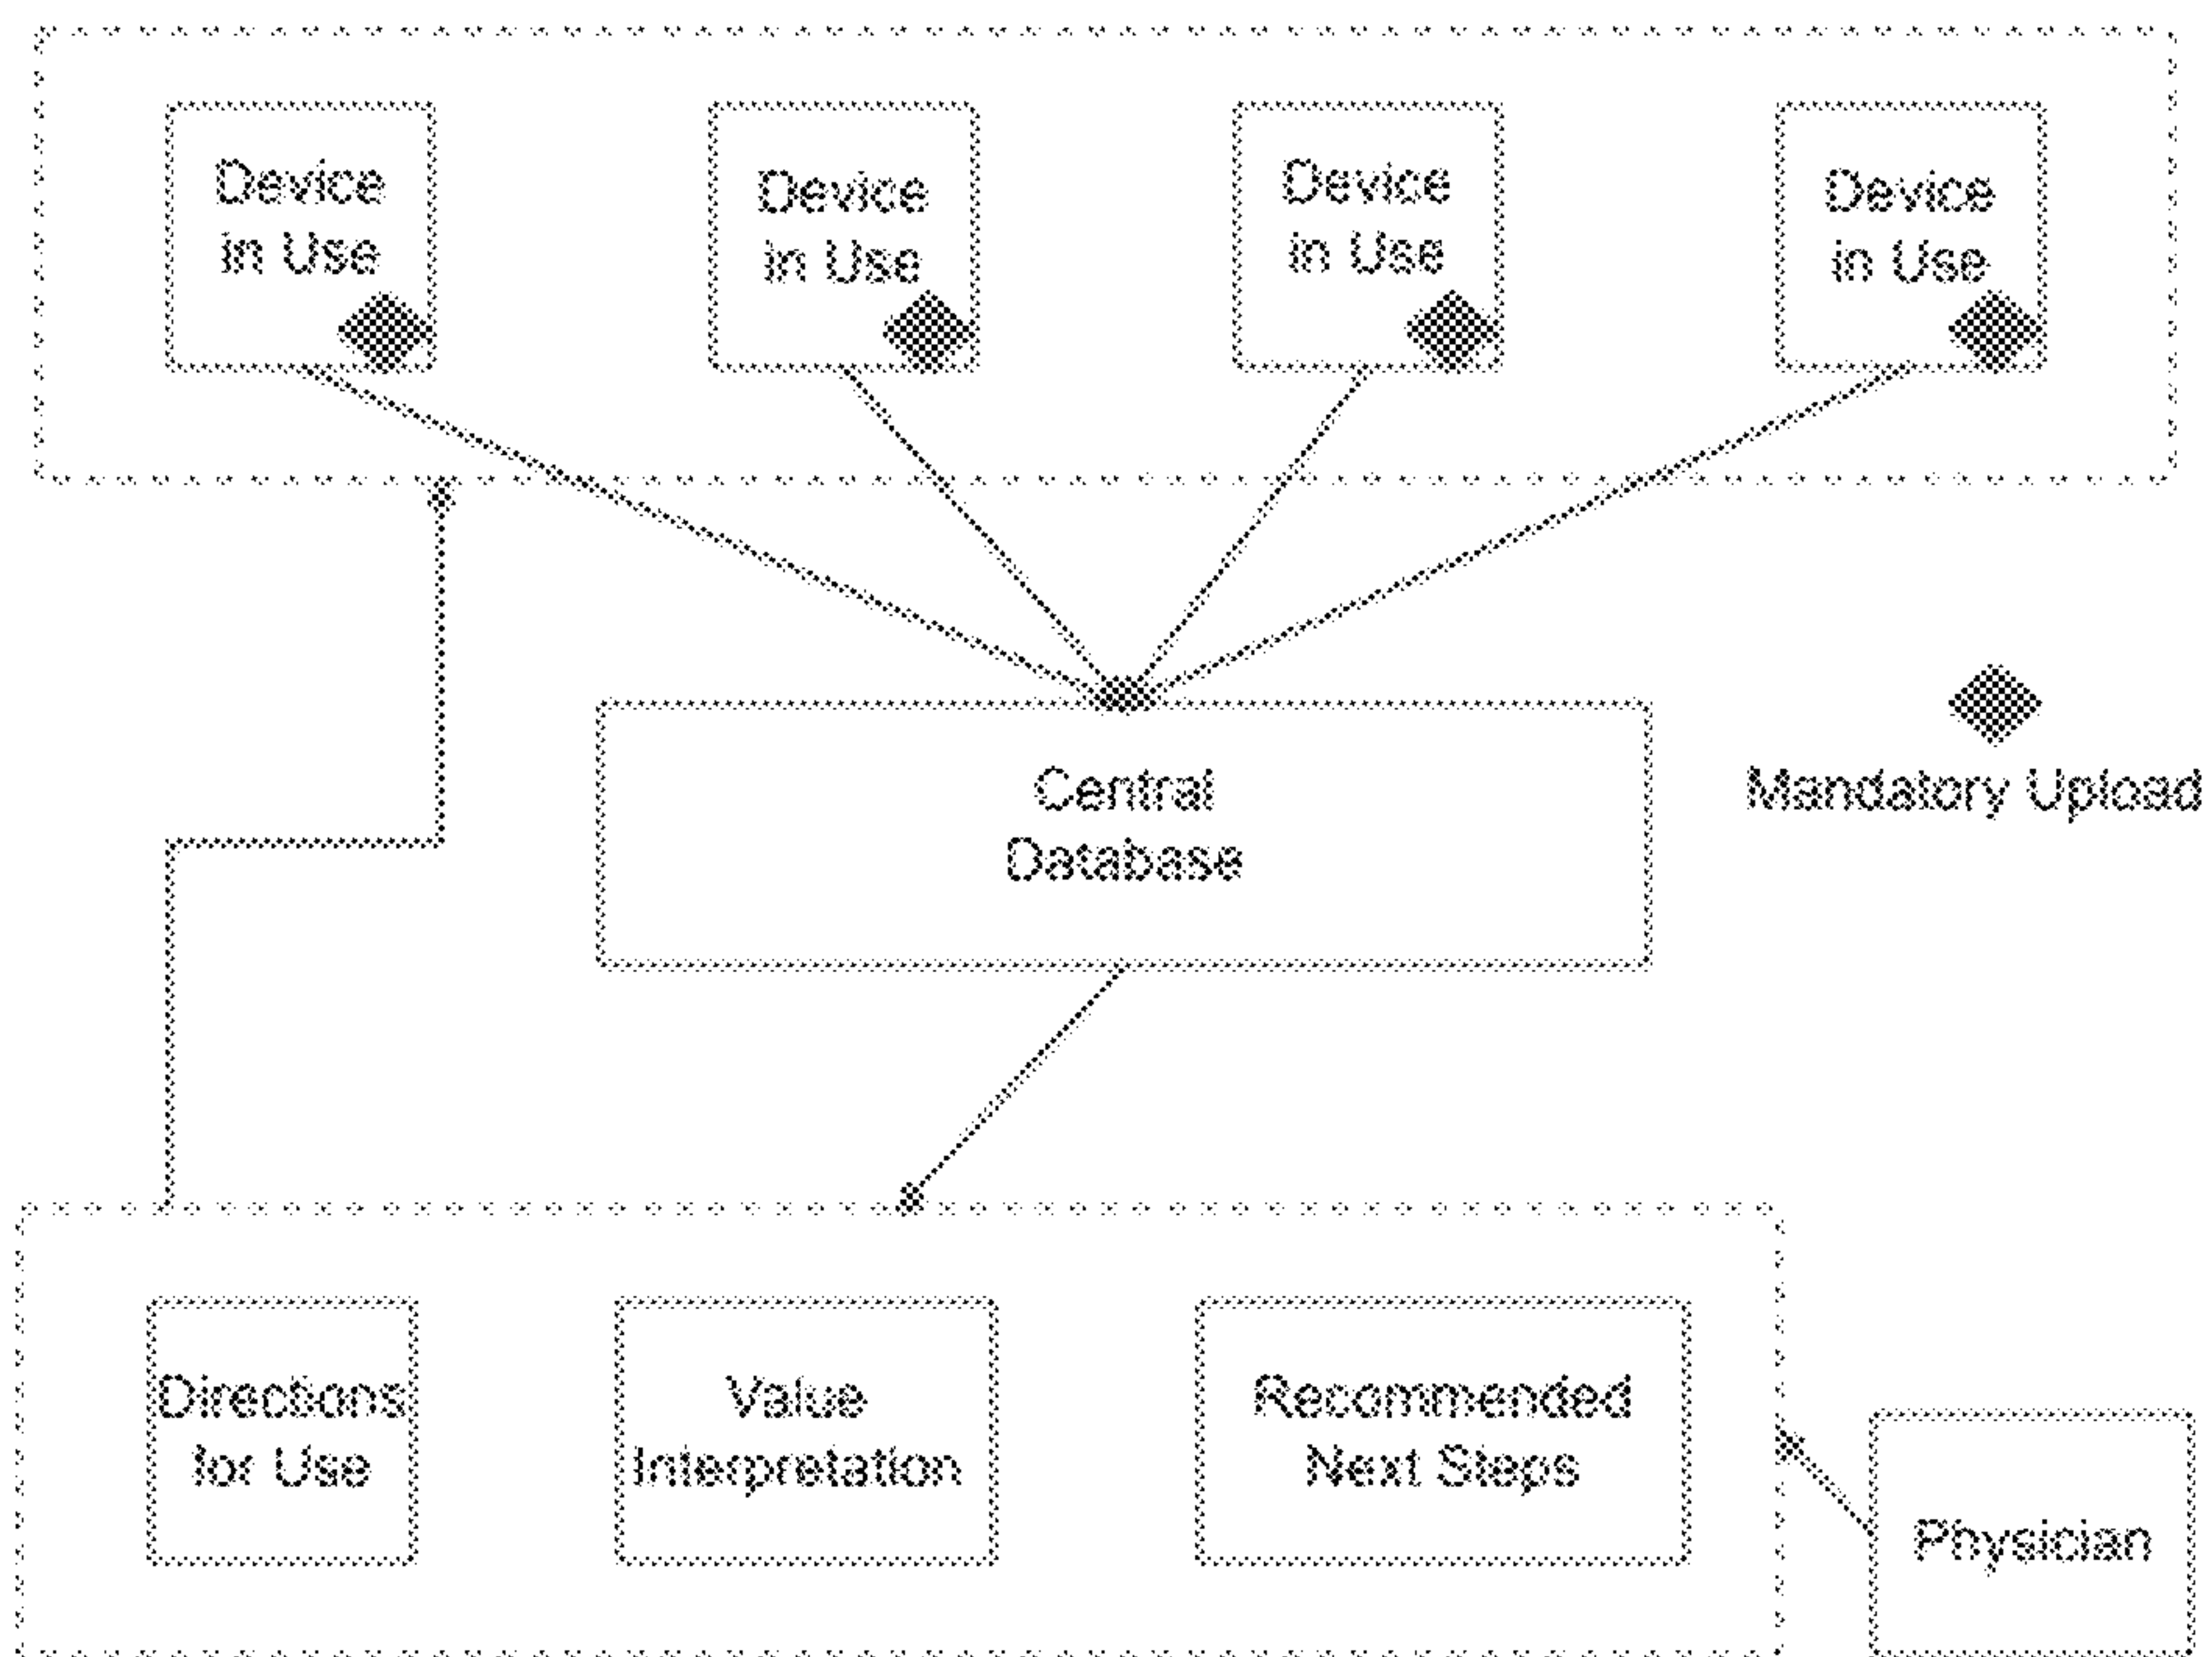 Device
in Use
Device
in Use
Device
in Use
Device
in Use
Central
Database
Mandatory Upload
Directions
for Use
Value
Interpretation
Recommended
Next Steps
Physician